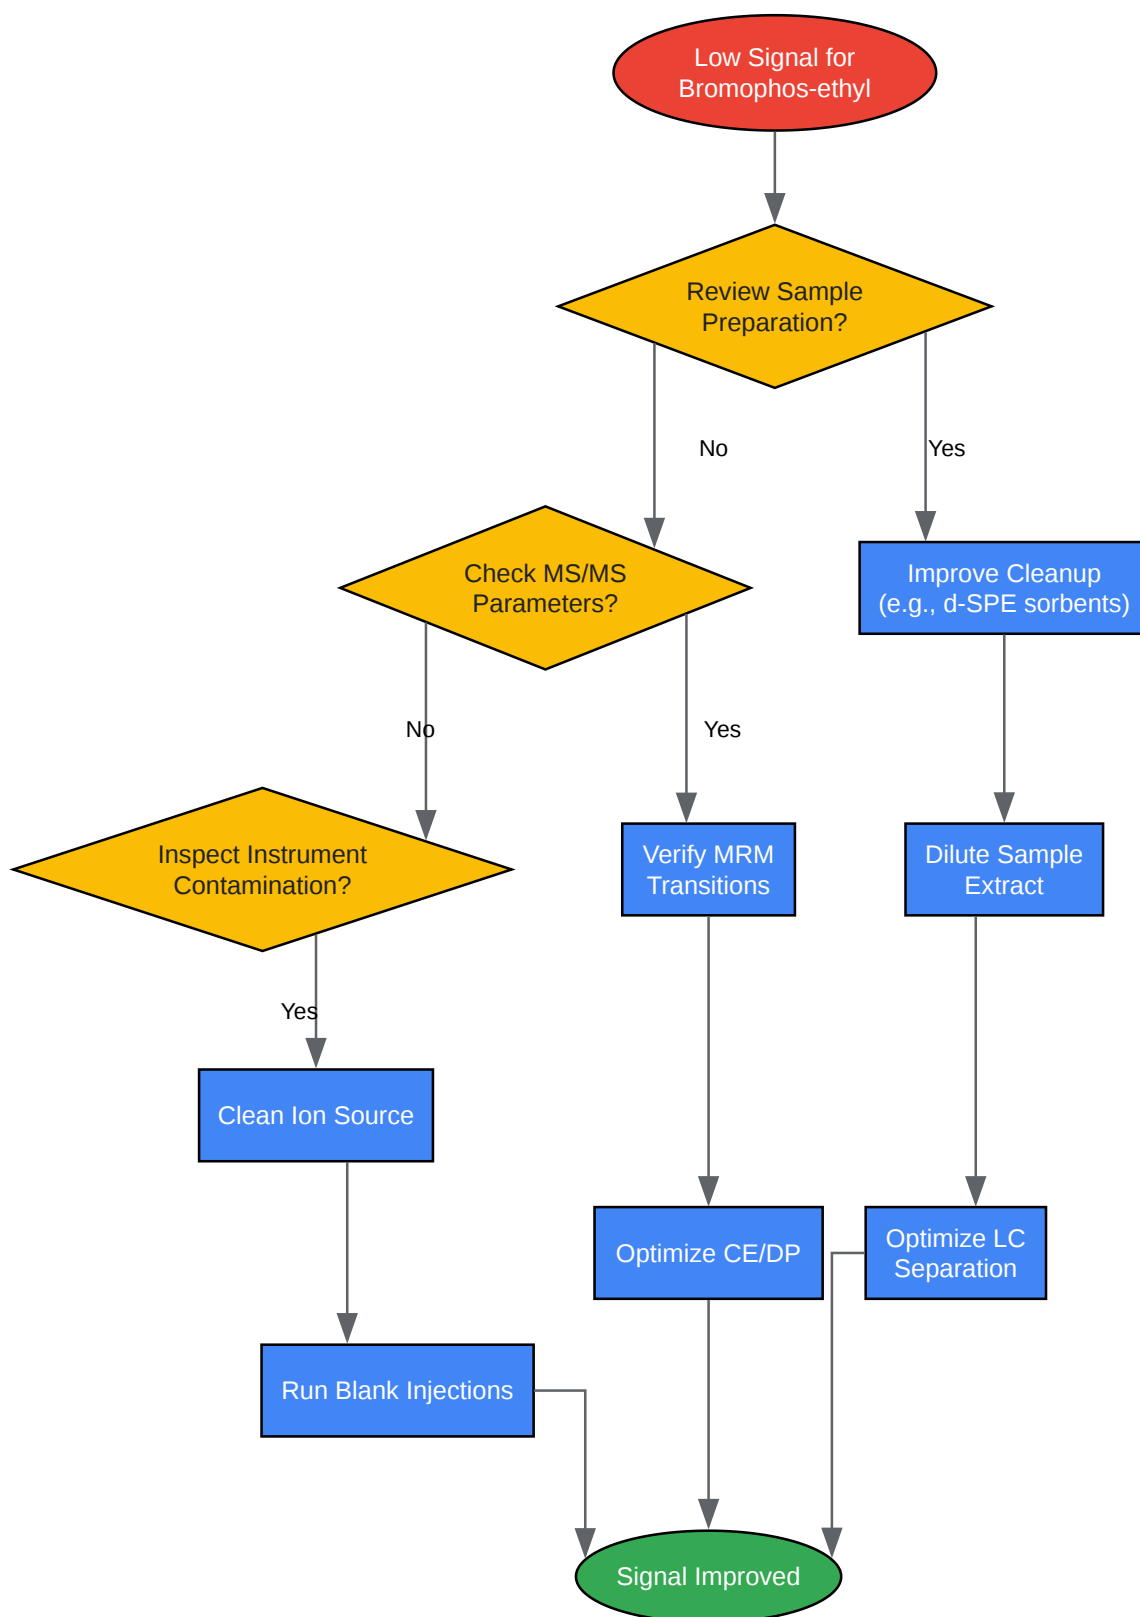 Low Signal for
Bromophos-ethyl
Review Sample
Preparation?
No
Yes
Check MS/MS
Parameters?
Improve Cleanup
(e.g., d-SPE sorbents)
No
Yes
Inspect Instrument
Contamination?
Verify MRM
Transitions
Dilute Sample
Extract
Yes
Clean Ion Source
Optimize CE/DP
Optimize LC
Separation
Run Blank Injections
Signal Improved